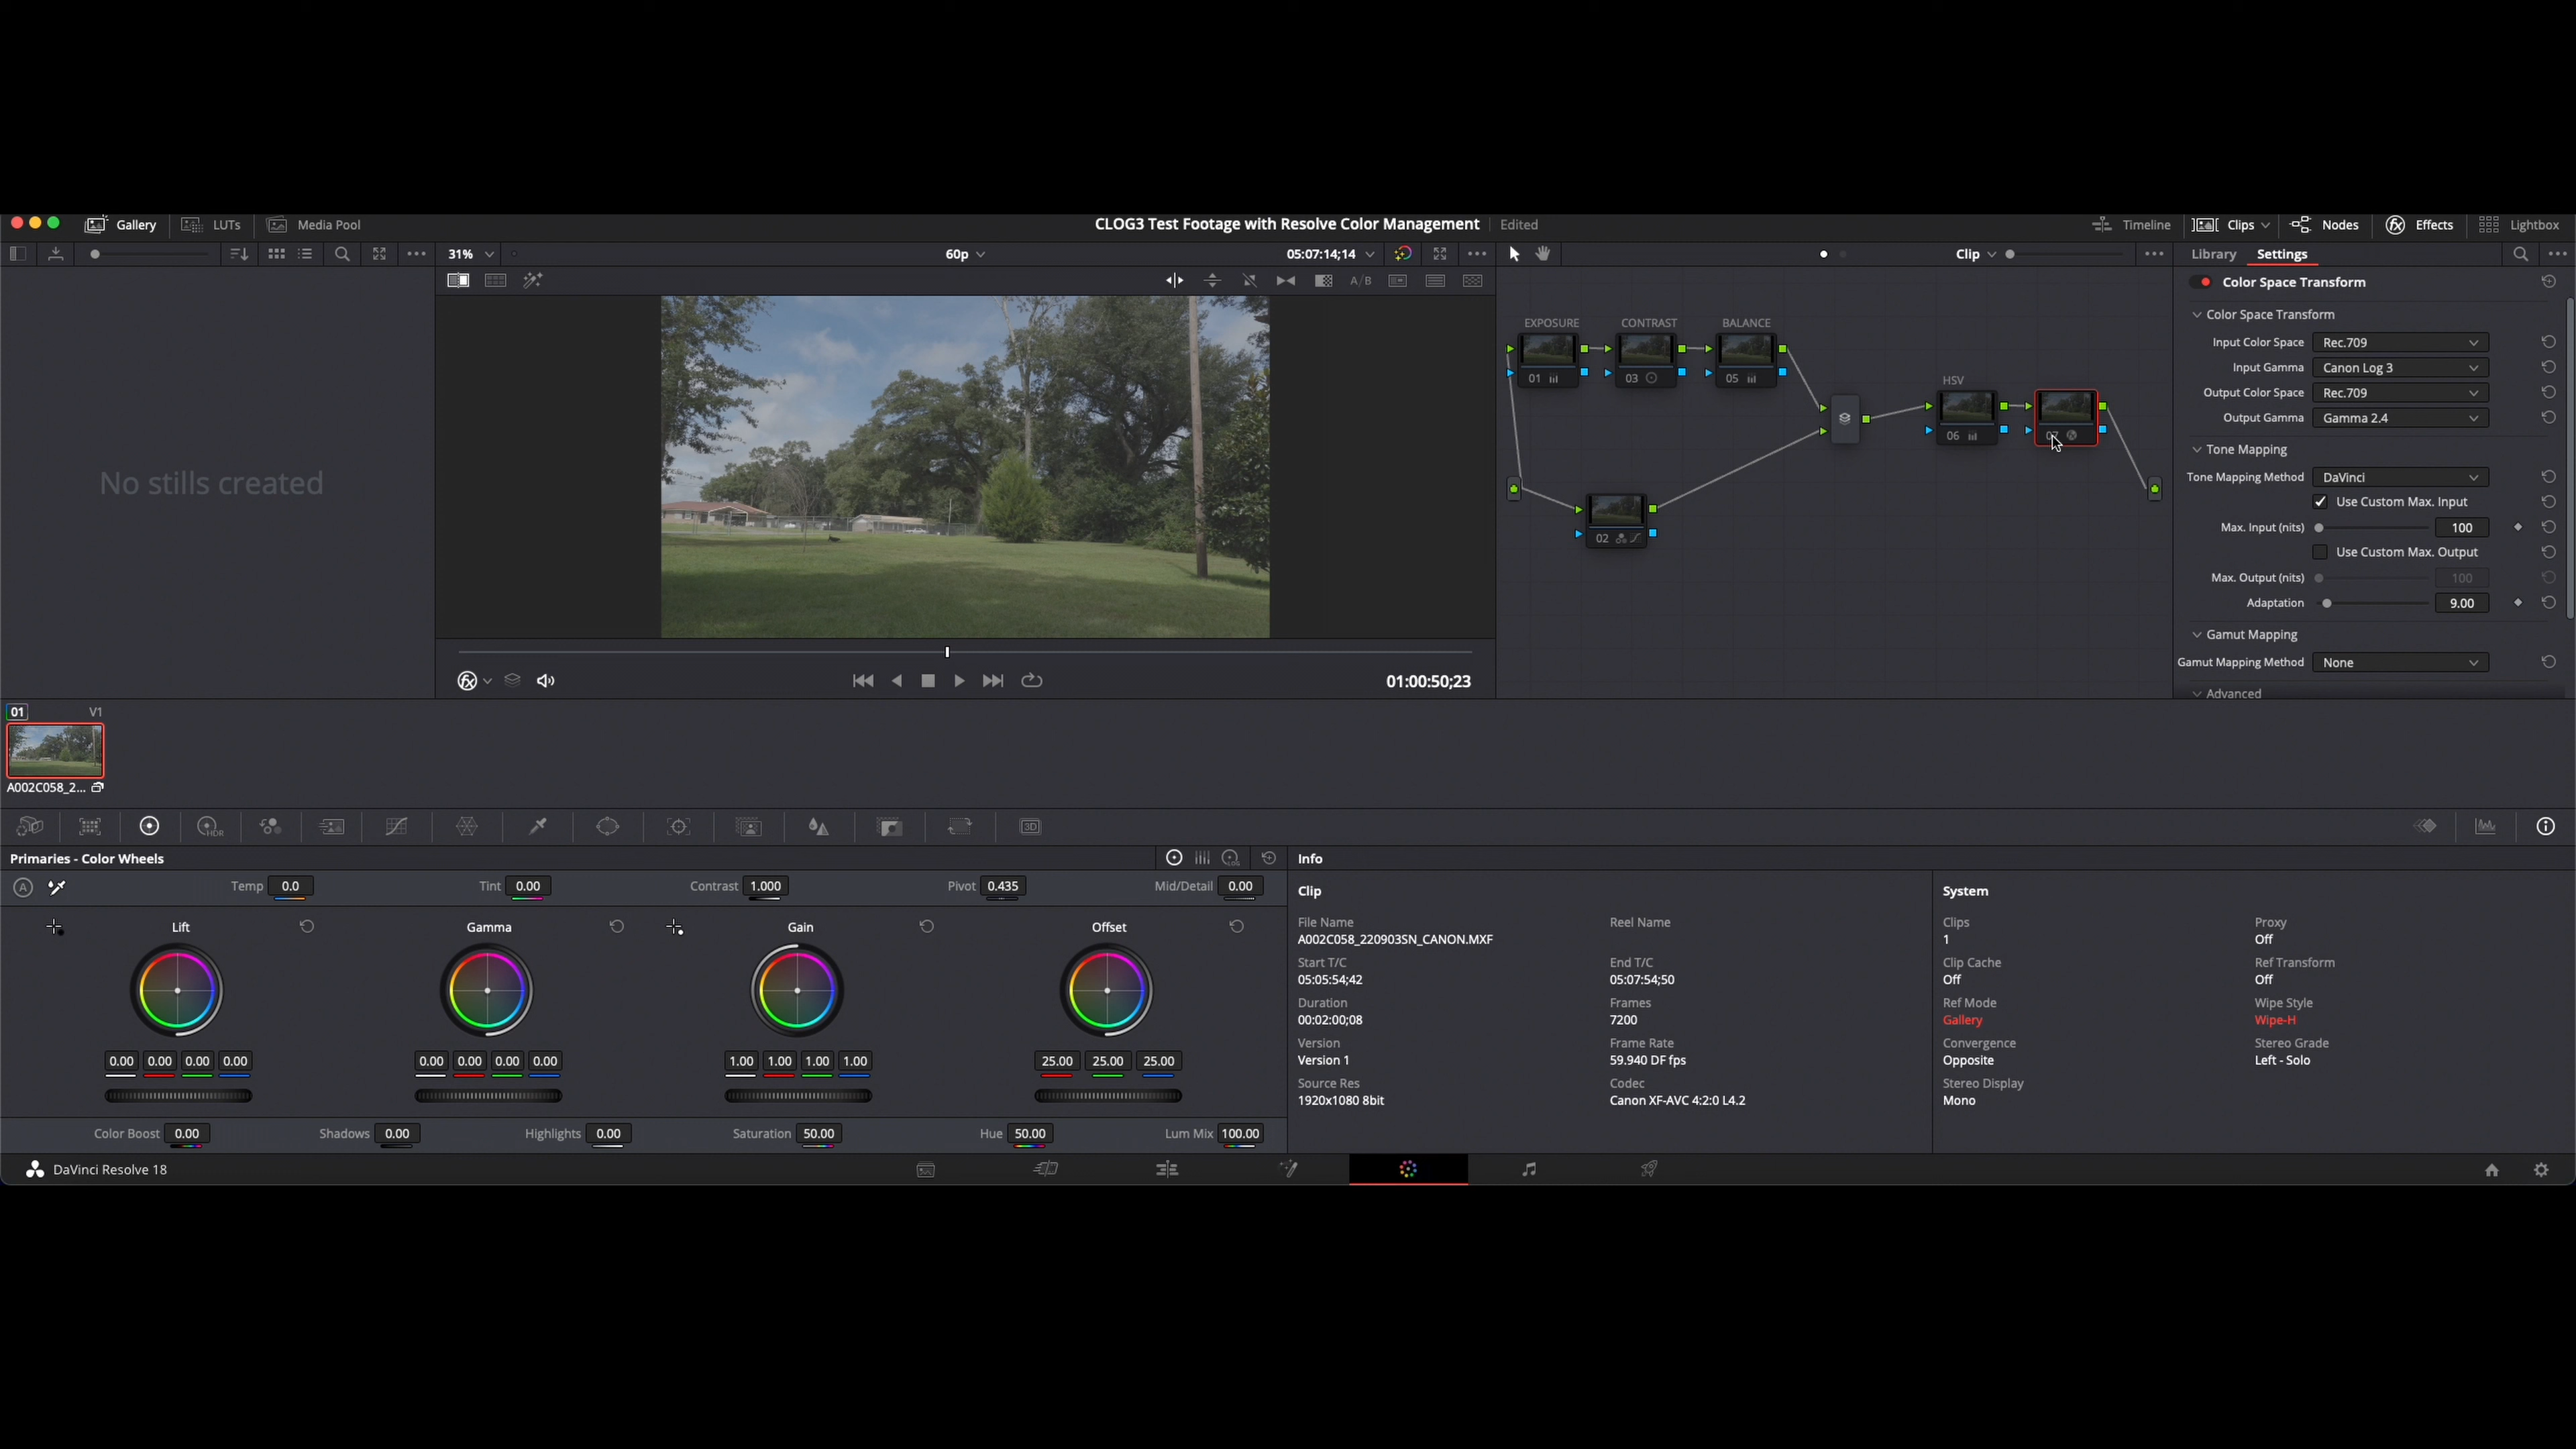 Gallery LUTs Media Pool CLOG3 Test Footage with Resolve Color Management Edited Timeline Clips Nodes Effects Lightbox
31% 60p 05:07:14;14 Clip Library Settings
A/B
Color Space Transform
Color Space Transform
Input Color Space Rec.709
Input Gamma Canon Log 3
Output Color Space Rec.709
Output Gamma Gamma 2.4
Tone Mapping
Tone Mapping Method DaVinci
Use Custom Max. Input
Max. Input (nits) 100
Use Custom Max. Output
Max. Output (nits) 100
Adaptation 9.00
Gamut Mapping
Gamut Mapping Method None
Advanced
EXPOSURE CONTRAST BALANCE
01 03 05
HSV
06 07
02
No stills created
01:00:50;23
01 V1
A002C058_2...
HDR
3D
Primaries - Color Wheels
A Temp 0.0 Tint 0.00 Contrast 1.000 Pivot 0.435 Mid/Detail 0.00
Lift Gamma Gain Offset
0.00 0.00 0.00 0.00 0.00 0.00 0.00 0.00 1.00 1.00 1.00 1.00 25.00 25.00 25.00
Color Boost 0.00 Shadows 0.00 Highlights 0.00 Saturation 50.00 Hue 50.00 Lum Mix 100.00
Info
Clip
File Name Reel Name
A002C058_220903SN_CANON.MXF
Start T/C End T/C
05:05:54;42 05:07:54;50
Duration Frames
00:02:00;08 7200
Version Frame Rate
Version 1 59.940 DF fps
Source Res Codec
1920x1080 8bit Canon XF-AVC 4:2:0 L4.2
System
Clips Proxy
1 Off
Clip Cache Ref Transform
Off Off
Ref Mode Wipe Style
Gallery Wipe-H
Convergence Stereo Grade
Opposite Left - Solo
Stereo Display
Mono
DaVinci Resolve 18